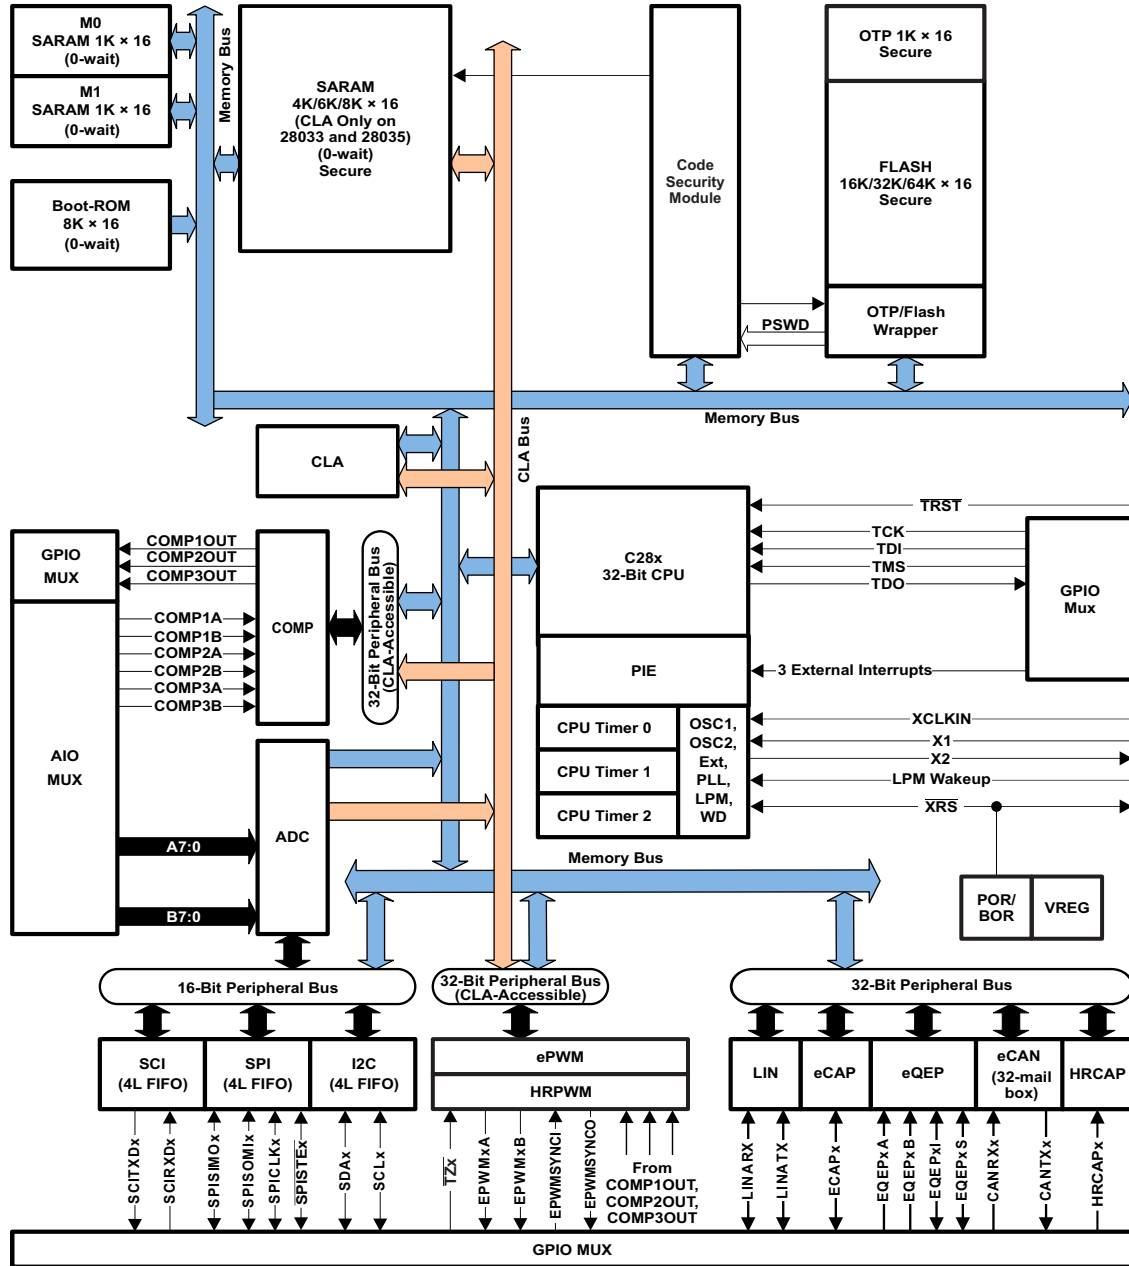 M0
SARAM 1K × 16
(0-wait)
M1
SARAM 1K × 16
(0-wait)
Boot-ROM
8K × 16
(0-wait)
Memory Bus
SARAM
4K/6K/8K × 16
(CLA Only on
28033 and 28035)
(0-wait)
Secure
Code
Security
Module
OTP 1K × 16
Secure
FLASH
16K/32K/64K × 16
Secure
OTP/Flash
Wrapper
PSWD
Memory Bus
CLA Bus
CLA
C28x
32-Bit CPU
TRST
TCK
TDI
TMS
TDO
GPIO
Mux
PIE
3 External Interrupts
CPU Timer 0
CPU Timer 1
CPU Timer 2
OSC1,
OSC2,
Ext,
PLL,
LPM,
WD
XCLKIN
X1
X2
LPM Wakeup
XRS
POR/
BOR
VREG
GPIO
MUX
COMP1OUT
COMP2OUT
COMP3OUT
COMP
32-Bit Peripheral Bus
(CLA-Accessible)
AIO
MUX
COMP1A
COMP1B
COMP2A
COMP2B
COMP3A
COMP3B
ADC
A7:0
B7:0
Memory Bus
16-Bit Peripheral Bus
32-Bit Peripheral Bus
(CLA-Accessible)
32-Bit Peripheral Bus
SCI
(4L FIFO)
SPI
(4L FIFO)
I2C
(4L FIFO)
ePWM
HRPWM
LIN
eCAP
eQEP
eCAN
(32-mail
box)
HRCAP
SCITXDx
SCIRXDx
SPISIMOx
SPISOMIx
SPICLKx
SPISTEx
SDAx
SCLx
TZx
EPWMxA
EPWMxB
EPWMSYNCI
EPWMSYNCO
From
COMP1OUT,
COMP2OUT,
COMP3OUT
LINARX
LINATX
ECAPx
EQEPxA
EQEPxB
EQEPxI
EQEPxS
CANRXx
CANTXx
HRCAPx
GPIO MUX